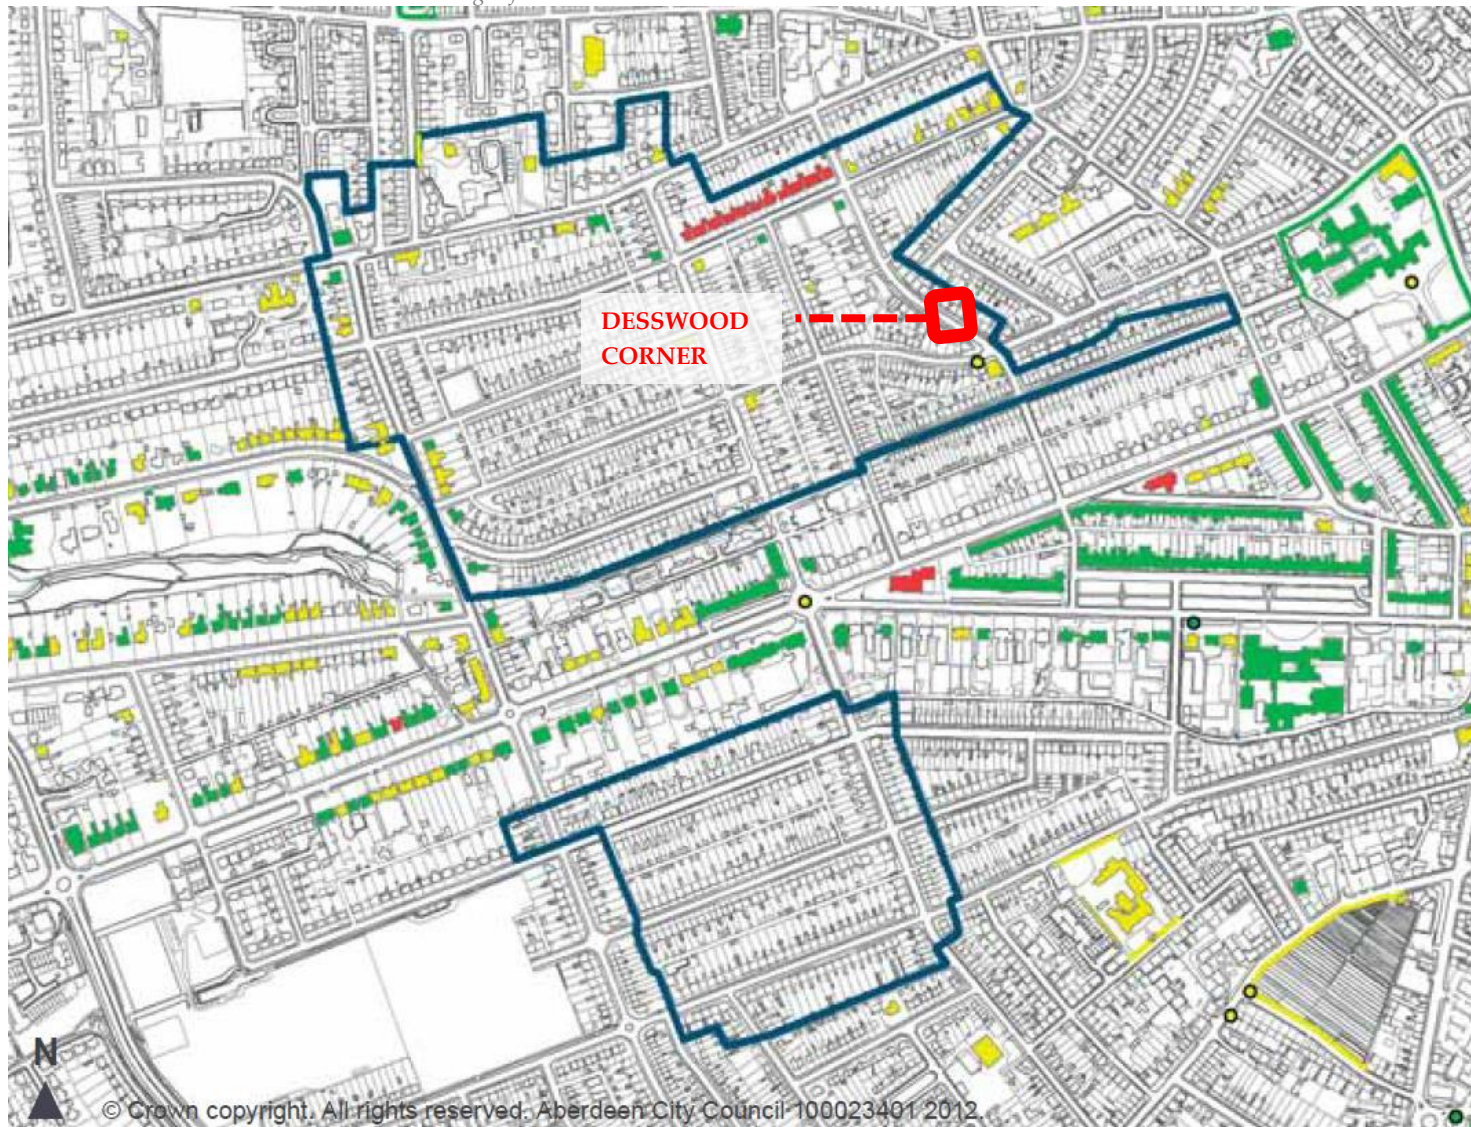 DESSWOOD
CORNER
N
© Crown copyright. All rights reserved. Aberdeen City Council 100023401 2012.